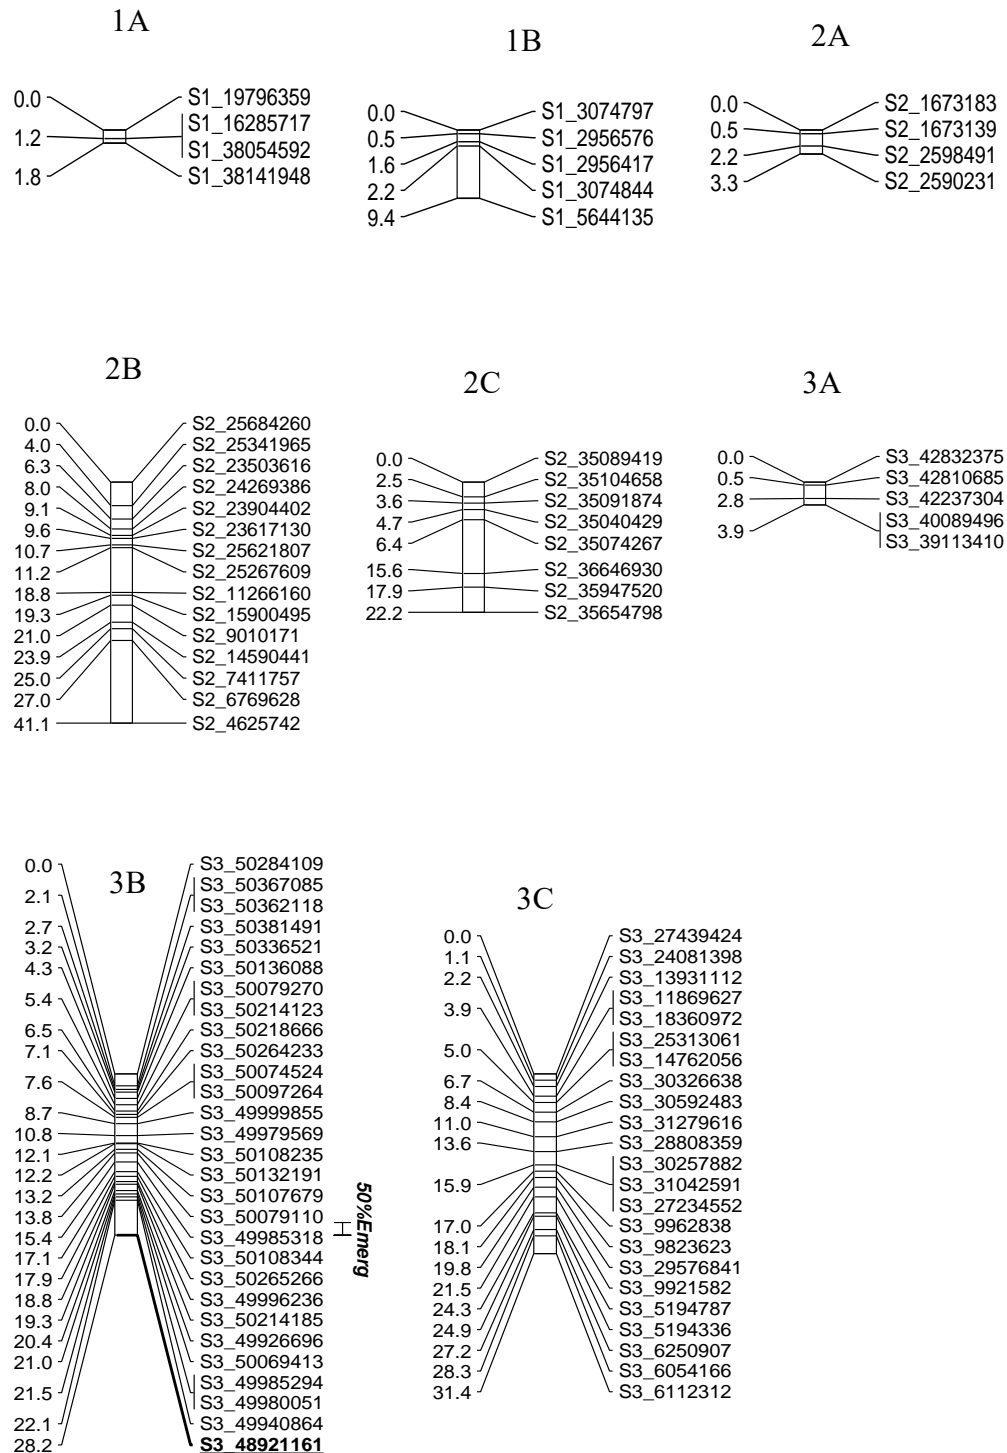 1A
0.0 S1_19796359
1.2 S1_16285717
S1_38054592
1.8 S1_38141948
1B
0.0 S1_3074797
0.5 S1_2956576
1.6 S1_2956417
2.2 S1_3074844
9.4 S1_5644135
2A
0.0 S2_1673183
0.5 S2_1673139
2.2 S2_2598491
3.3 S2_2590231
2B
0.0 S2_25684260
4.0 S2_25341965
6.3 S2_23503616
8.0 S2_24269386
9.1 S2_23904402
9.6 S2_23617130
10.7 S2_25621807
11.2 S2_25267609
18.8 S2_11266160
19.3 S2_15900495
21.0 S2_9010171
23.9 S2_14590441
25.0 S2_7411757
27.0 S2_6769628
41.1 S2_4625742
2C
0.0 S2_35089419
2.5 S2_35104658
3.6 S2_35091874
4.7 S2_35040429
6.4 S2_35074267
15.6 S2_36646930
17.9 S2_35947520
22.2 S2_35654798
3A
0.0 S3_42832375
0.5 S3_42810685
2.8 S3_42237304
3.9 S3_40089496
S3_39113410
3B
0.0 S3_50284109
2.1 S3_50367085
S3_50362118
2.7 S3_50381491
3.2 S3_50336521
4.3 S3_50136088
5.4 S3_50079270
S3_50214123
6.5 S3_50218666
7.1 S3_50264233
7.6 S3_50074524
S3_50097264
8.7 S3_49999855
10.8 S3_49979569
12.1 S3_50108235
12.2 S3_50132191
13.2 S3_50107679
13.8 S3_50079110
15.4 S3_49985318
17.1 S3_50108344
17.9 S3_50265266
18.8 S3_49996236
19.3 S3_50214185
20.4 S3_49926696
21.0 S3_50069413
21.5 S3_49985294
S3_49980051
22.1 S3_49940864
28.2 S3_48921161
50%Emerg
3C
0.0 S3_27439424
1.1 S3_24081398
2.2 S3_13931112
3.9 S3_11869627
S3_18360972
5.0 S3_25313061
S3_14762056
6.7 S3_30326638
8.4 S3_30592483
11.0 S3_31279616
13.6 S3_28808359
15.9 S3_30257882
S3_31042591
S3_27234552
17.0 S3_9962838
18.1 S3_9823623
19.8 S3_29576841
21.5 S3_9921582
24.3 S3_5194787
24.9 S3_5194336
27.2 S3_6250907
28.3 S3_6054166
31.4 S3_6112312